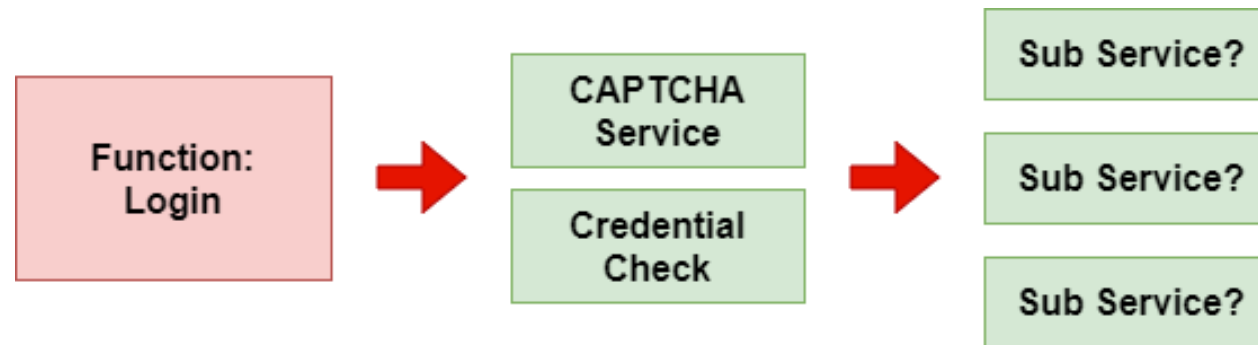 Function:
Login
CAPTCHA
Service
Credential
Check
Sub Service?
Sub Service?
Sub Service?